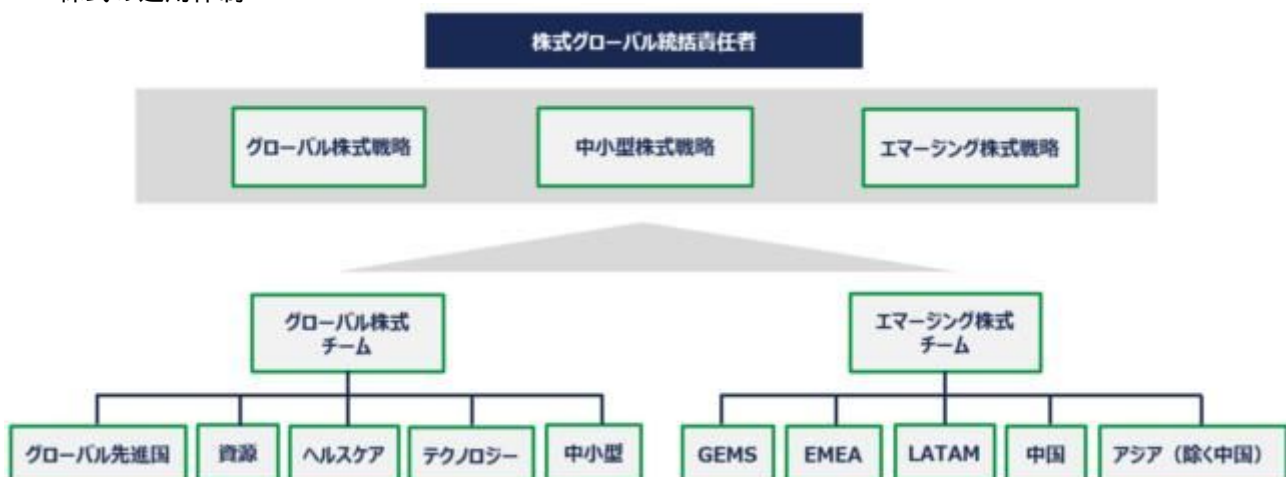 株式グローバル統括責任者
グローバル株式戦略
中小型株式戦略
エマージング株式戦略
グローバル株式
チーム
エマージング株式
チーム
グローバル先進国
資源
ヘルスケア
テクノロジー
中小型
GEMS
EMEA
LATAM
中国
アジア（除く中国）